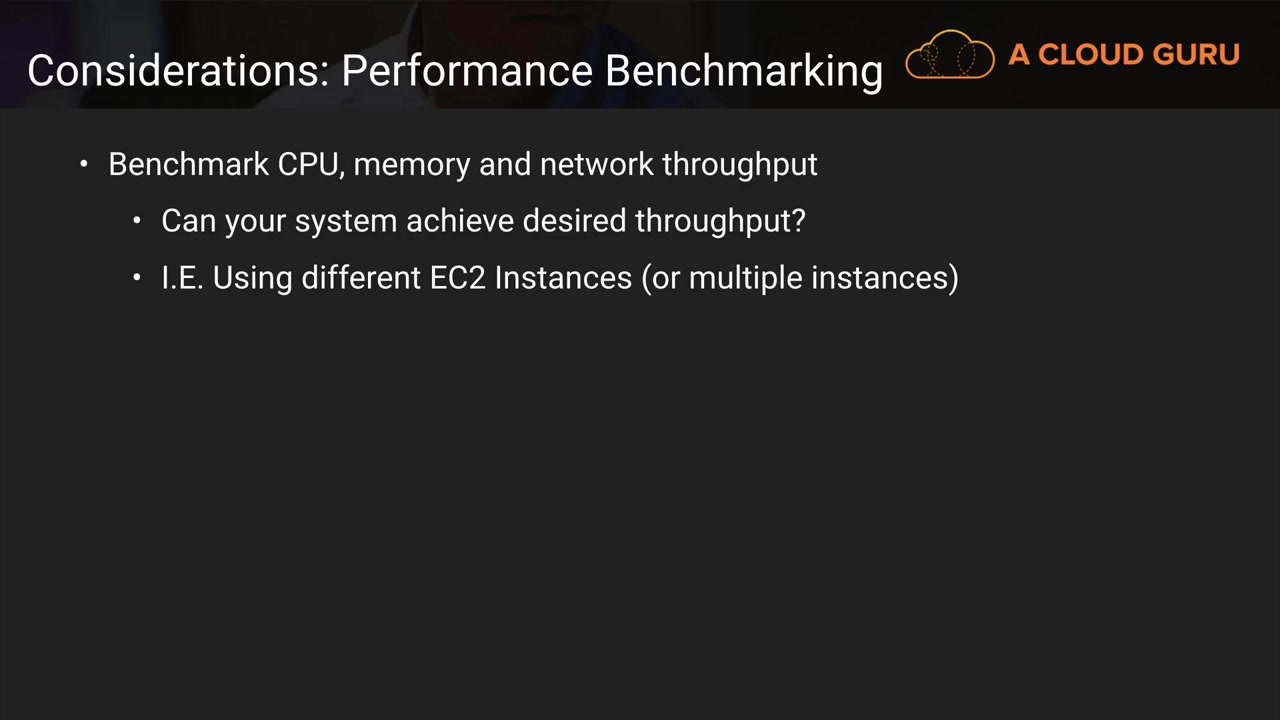 Considerations: Performance Benchmarking
A CLOUD GURU
• Benchmark CPU, memory and network throughput
• Can your system achieve desired throughput?
• I.E. Using different EC2 Instances (or multiple instances)